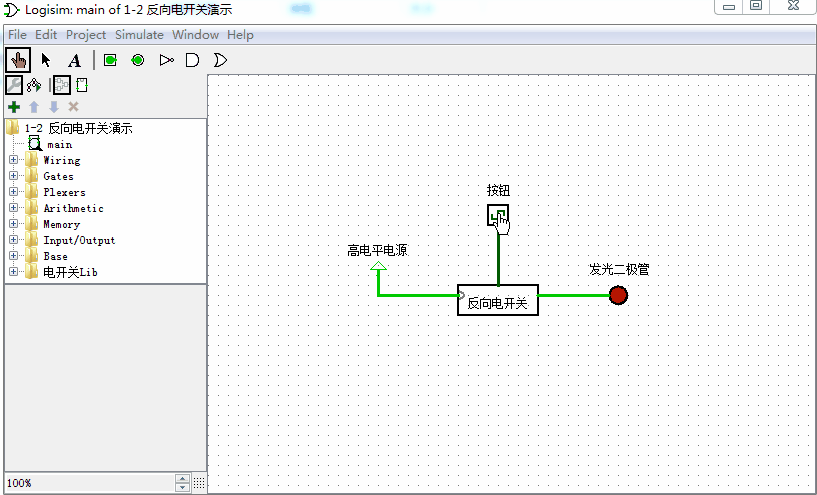 Logisim: main of 1-2 反向电开关演示
File Edit Project Simulate Window Help
A
1-2 反向电开关演示
main
Wiring
Gates
Plexers
Arithmetic
Memory
Input/Output
Base
电开关Lib
按钮
高电平电源
发光二极管
反向电开关
100%